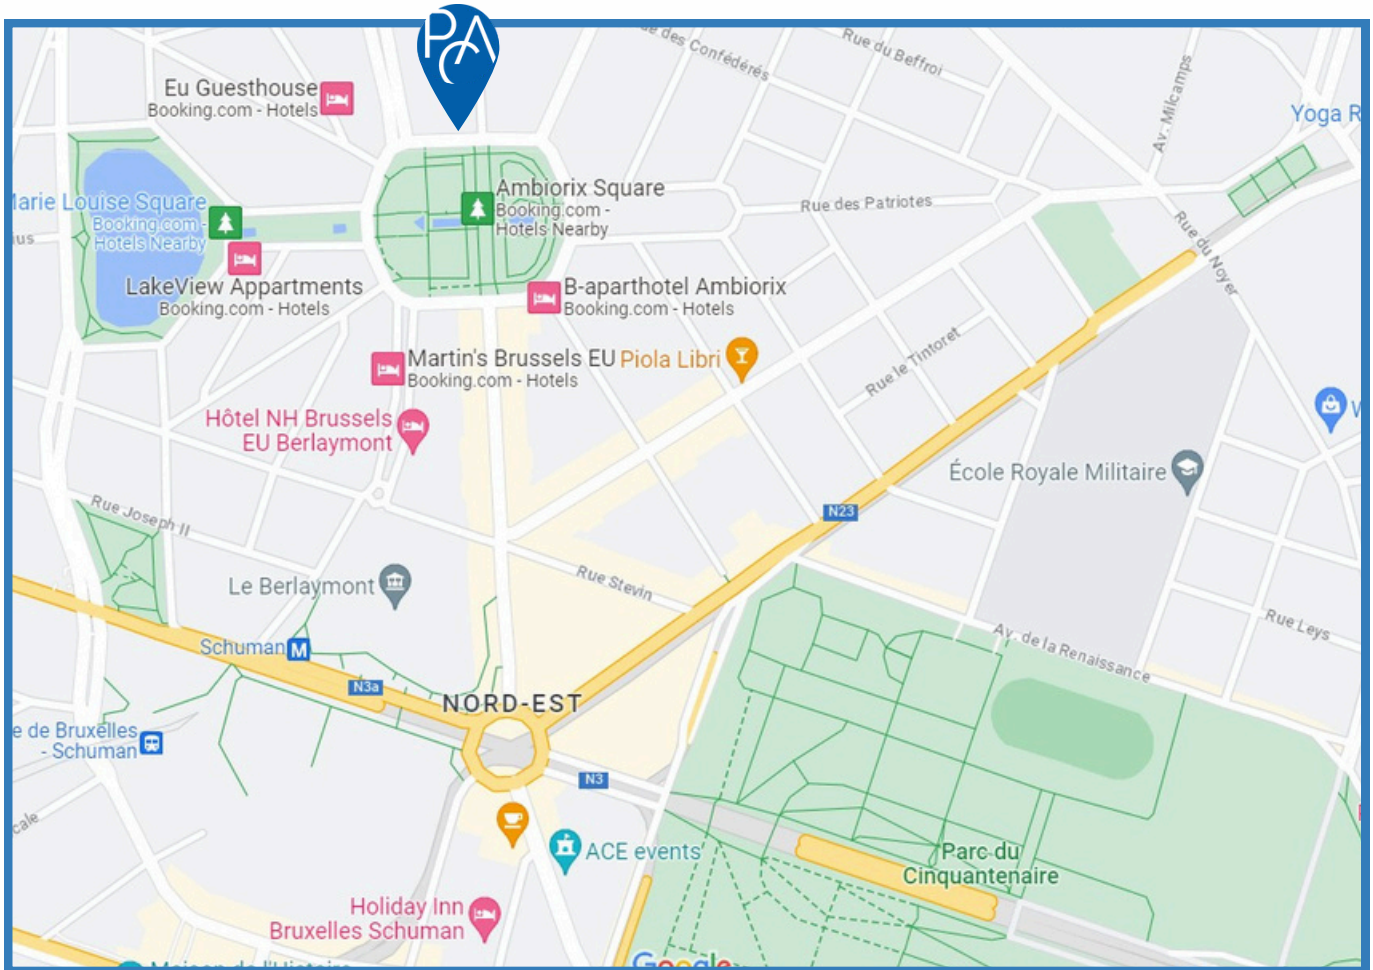 PCA
ue des Confédérés
Rue du Beffroi
Av. Milcamps
Eu Guesthouse
Booking.com - Hotels
Yoga R
Marie Louise Square
Booking.com -
Hotels Nearby
Ambiorix Square
Booking.com -
Hotels Nearby
Rue des Patriotes
Rue du Noyer
ius
LakeView Appartments
Booking.com - Hotels
B-aparthotel Ambiorix
Booking.com - Hotels
Martin's Brussels EU
Booking.com - Hotels
Piola Libri
Rue le Tintoret
Hôtel NH Brussels
EU Berlaymont
W
École Royale Militaire
Rue Joseph II
N23
Le Berlaymont
Rue Stevin
Rue Leys
Av. de la Renaissance
Schuman M
N3a
NORD-EST
e de Bruxelles
- Schuman
N3
cale
ACE events
Parc du
Cinquantenaire
Holiday Inn
Bruxelles Schuman
Google